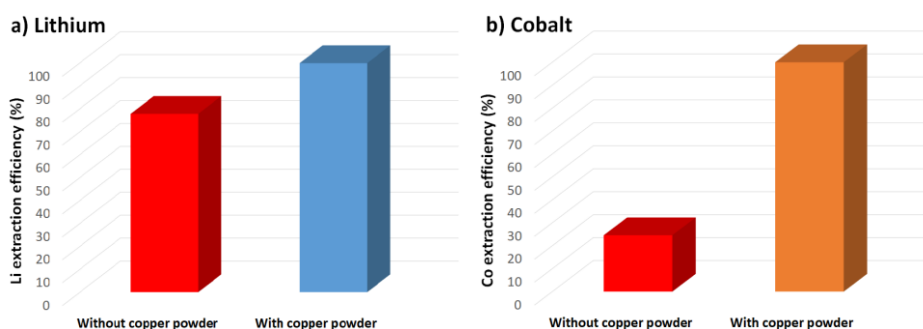 a) Lithium
Li extraction efficiency (%)
100
90
80
70
60
50
40
30
20
10
0
Without copper powder
With copper powder
b) Cobalt
Co extraction efficiency (%)
100
90
80
70
60
50
40
30
20
10
0
Without copper powder
With copper powder